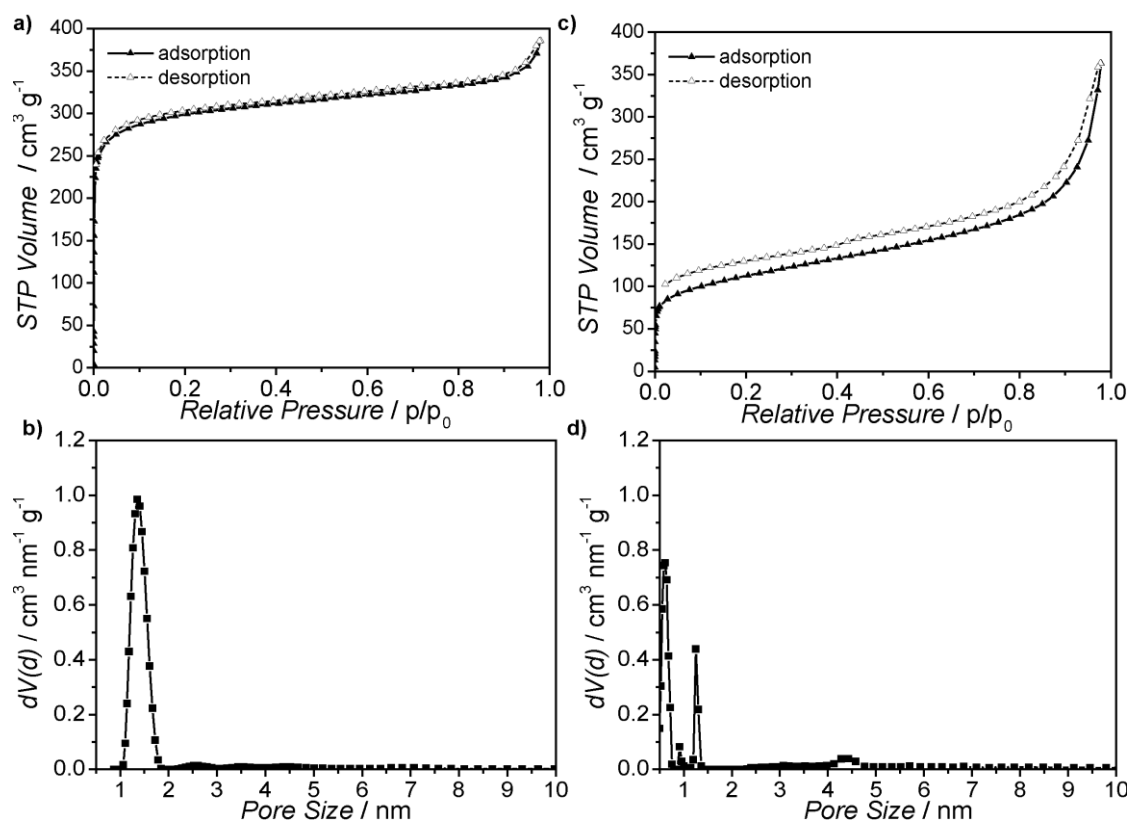 a)
400
350
300
250
200
150
100
50
0
STP Volume / cm³ g⁻¹
adsorption
desorption
0.0 0.2 0.4 0.6 0.8 1.0
Relative Pressure / p/p₀
c)
400
350
300
250
200
150
100
50
0
STP Volume / cm³ g⁻¹
adsorption
desorption
0.0 0.2 0.4 0.6 0.8 1.0
Relative Pressure / p/p₀
b)
1.2
1.0
0.8
0.6
0.4
0.2
0.0
dV(d) / cm³ nm⁻¹ g⁻¹
1 2 3 4 5 6 7 8 9 10
Pore Size / nm
d)
1.2
1.0
0.8
0.6
0.4
0.2
0.0
dV(d) / cm³ nm⁻¹ g⁻¹
1 2 3 4 5 6 7 8 9 10
Pore Size / nm